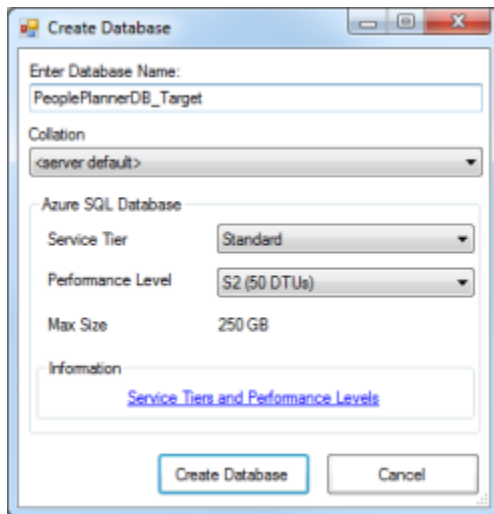 Create Database
Enter Database Name:
PeoplePlannerDB_Target
Collation
<server default>
Azure SQL Database
Service Tier
Standard
Performance Level
S2 (50 DTUs)
Max Size
250 GB
Information
Service Tiers and Performance Levels
Create Database
Cancel